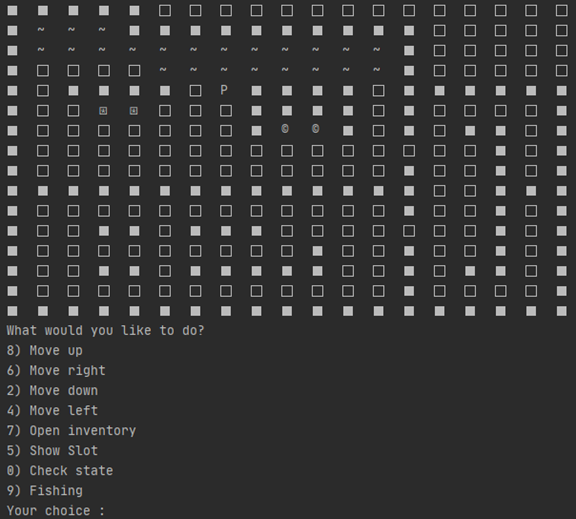 ■ ■ ■ ■ ■ □ □ □ □ □ □ □ □ □ □ □ □ □ □
■ ~ ~ ~ ■ ■ ■ ■ ■ ■ ■ ■ ■ ■ □ □ □ □ □
■ ~ ~ ~ ~ ~ ~ ~ ~ ~ ~ ~ ~ ■ □ □ □ □ □
■ □ □ □ □ ~ ~ ~ ~ ~ ~ ~ ~ ■ □ □ □ □ □
■ □ ■ ■ ■ ■ □ P ■ ■ ■ ■ □ ■ ■ ■ ■ ■ ■
■ □ □ ⊡ ⊡ □ □ □ ■ ■ ■ ■ □ ■ □ □ □ □ ■
■ □ □ □ □ □ □ □ ■ © © ■ □ ■ □ ■ ■ □ ■
■ □ □ □ □ □ □ □ □ □ □ □ □ □ □ □ ■ □ ■
■ □ □ □ □ □ □ □ □ □ □ □ □ ■ □ □ ■ □ ■
■ ■ ■ ■ ■ ■ ■ ■ ■ ■ ■ ■ ■ ■ □ □ ■ ■ ■
■ □ □ □ □ □ □ □ □ □ □ □ □ ■ □ □ ■ □ ■
■ □ □ ■ ■ □ ■ ■ ■ □ □ □ □ □ □ □ ■ □ ■
■ □ □ □ □ □ □ □ □ □ ■ □ □ ■ □ □ ■ □ ■
■ □ □ ■ ■ □ ■ ■ ■ ■ ■ □ □ ■ □ ■ ■ □ ■
■ □ □ □ □ □ □ □ □ □ □ □ □ ■ □ □ □ □ ■
■ ■ ■ ■ ■ ■ ■ ■ ■ ■ ■ ■ ■ ■ ■ ■ ■ ■ ■
What would you like to do?
8) Move up
6) Move right
2) Move down
4) Move left
7) Open inventory
5) Show Slot
0) Check state
9) Fishing
Your choice :